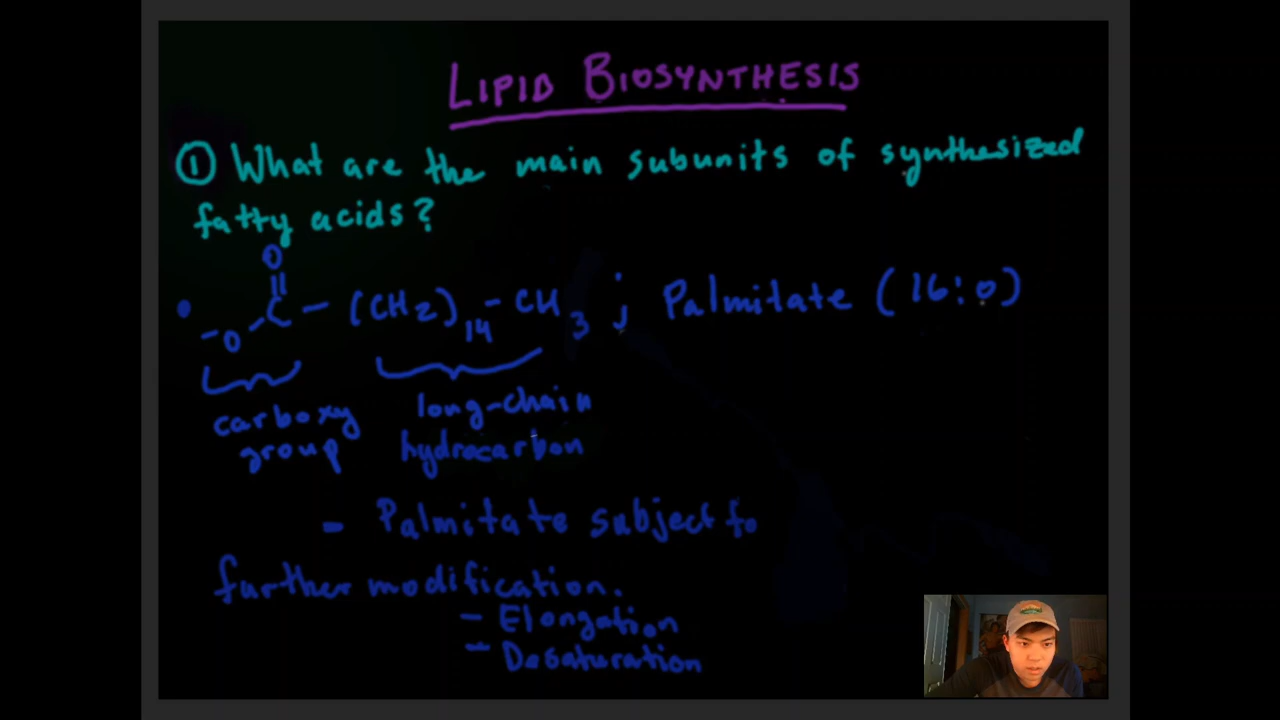 LIPID BIOSYNTHESIS
① What are the main subunits of synthesized
fatty acids?
O
||
• -O - C - (CH2)14 - CH3 ; Palmitate (16:0)
carboxy long-chain
group hydrocarbon
- Palmitate subject to
further modification.
- Elongation
- Desaturation